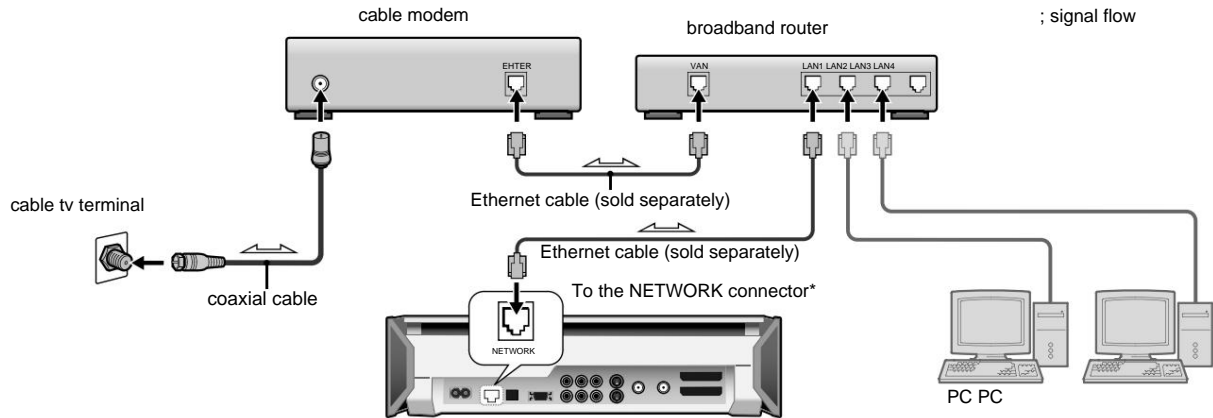 cable modem
broadband router
; signal flow
EHTER
VAN
LAN1 LAN2 LAN3 LAN4
Ethernet cable (sold separately)
cable tv terminal
Ethernet cable (sold separately)
coaxial cable
To the NETWORK connector*
NETWORK
PC PC